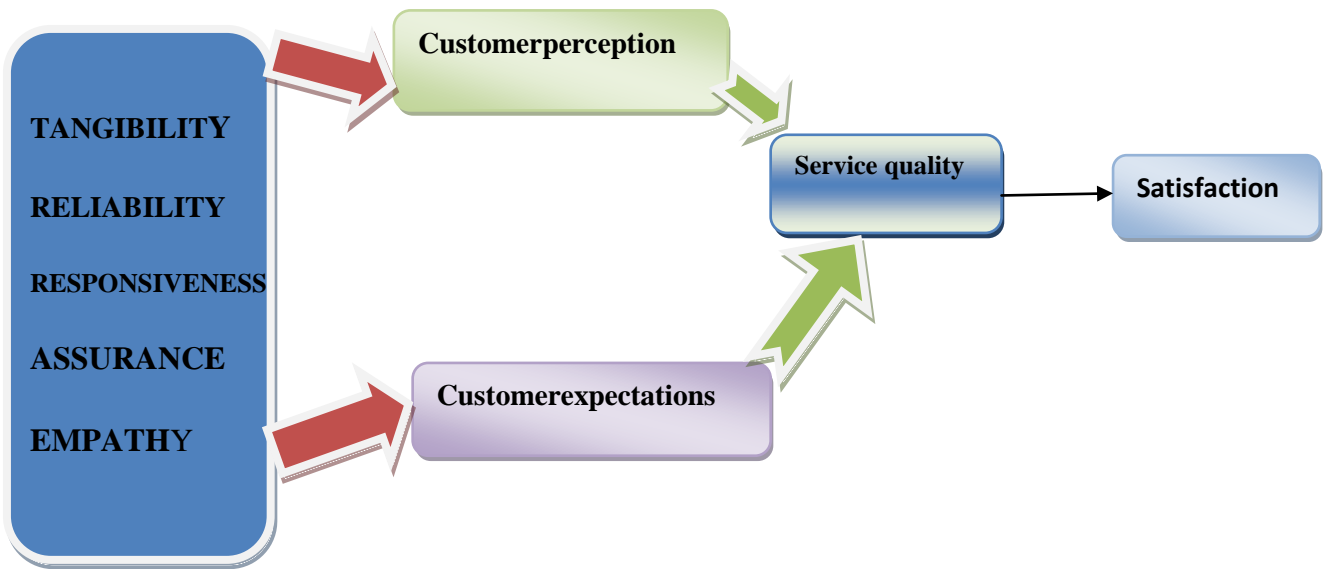 TANGIBILITY
RELIABILITY
RESPONSIVENESS
ASSURANCE
EMPATHY
Customerperception
Customerexpectations
Service quality
Satisfaction